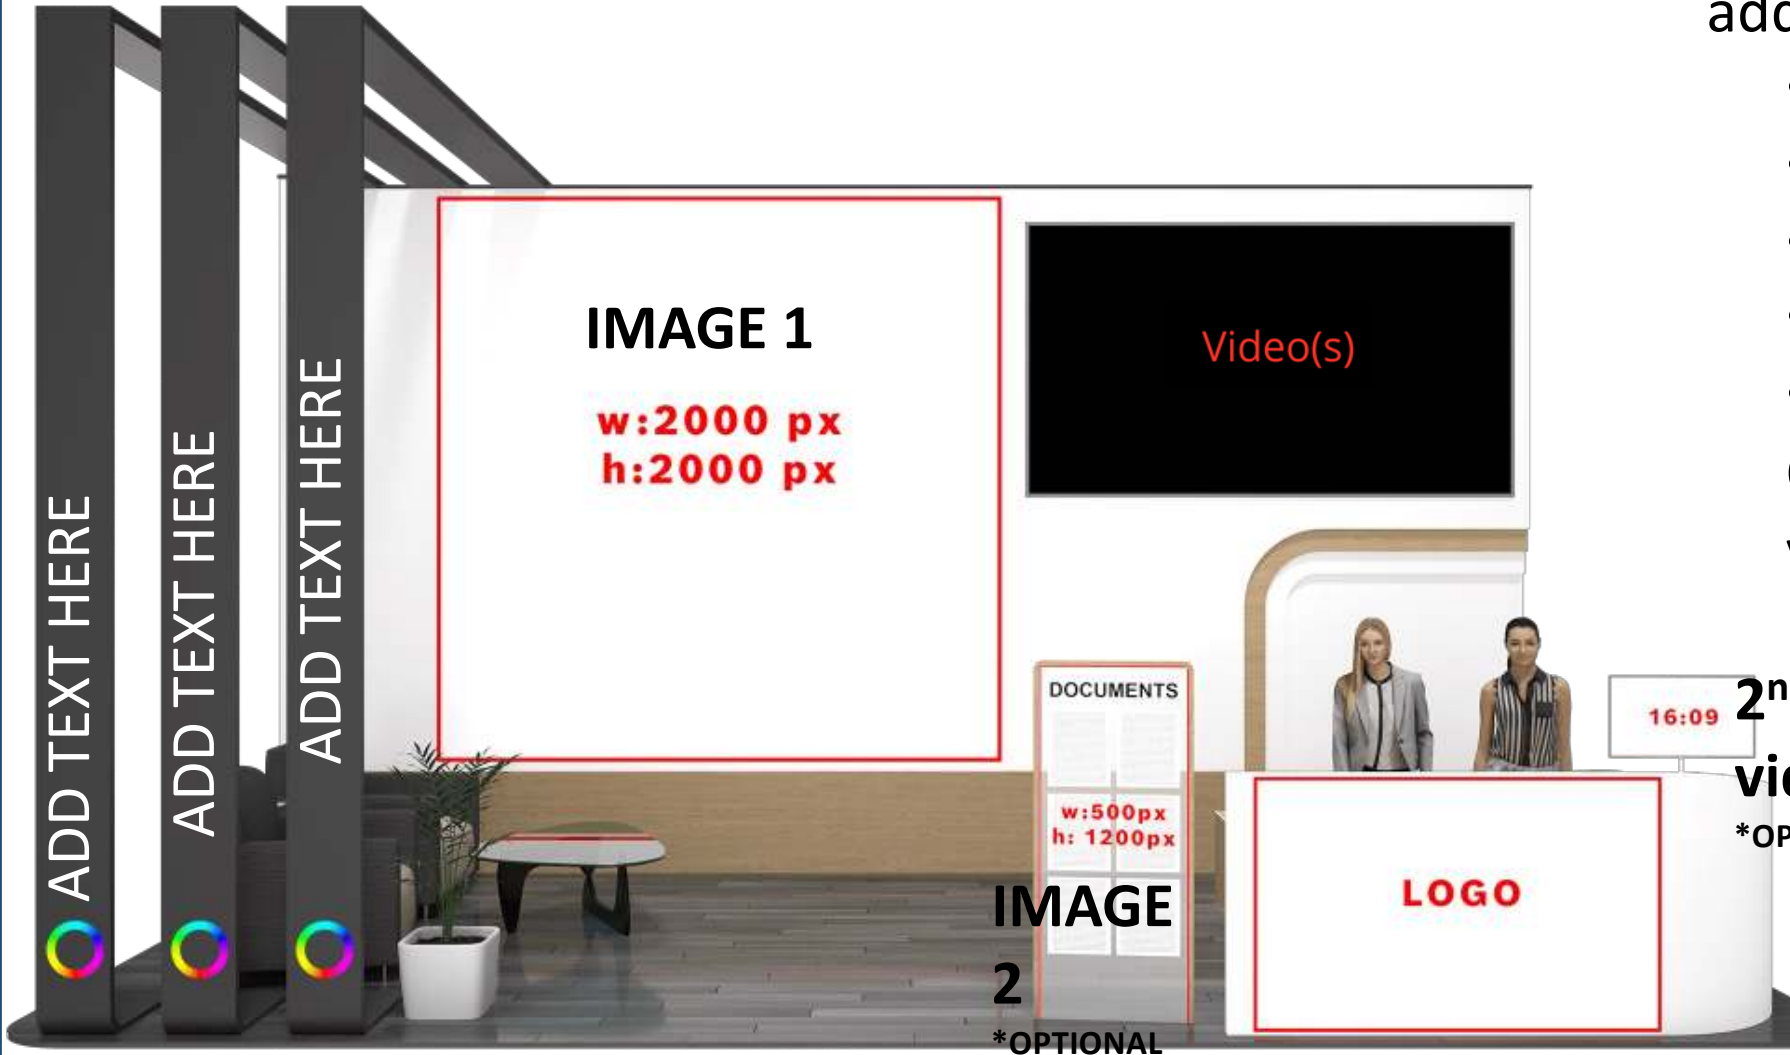 ADD TEXT HERE
ADD TEXT HERE
ADD TEXT HERE
IMAGE 1
w:2000 px
h:2000 px
Video(s)
DOCUMENTS
w:500px
h: 1200px
IMAGE
2
*OPTIONAL
LOGO
16:09